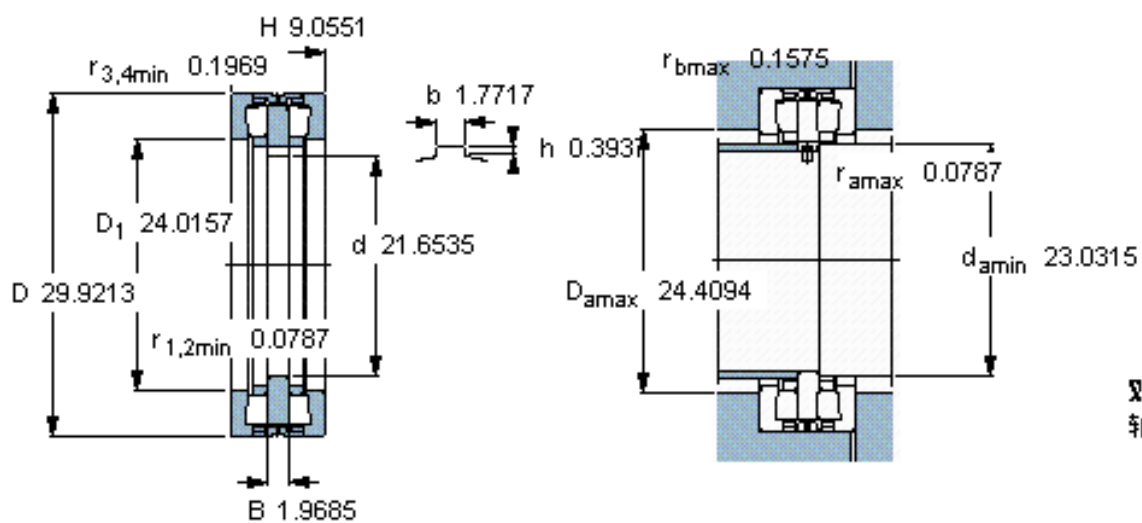 H 9.0551
r3,4min 0.1969
b 1.7717
h 0.3937
D1 24.0157
d 21.6535
D 29.9213
r1,2min 0.0787
B 1.9685
rbmax 0.1575
ramax 0.0787
Damax 24.4094
damin 23.0315